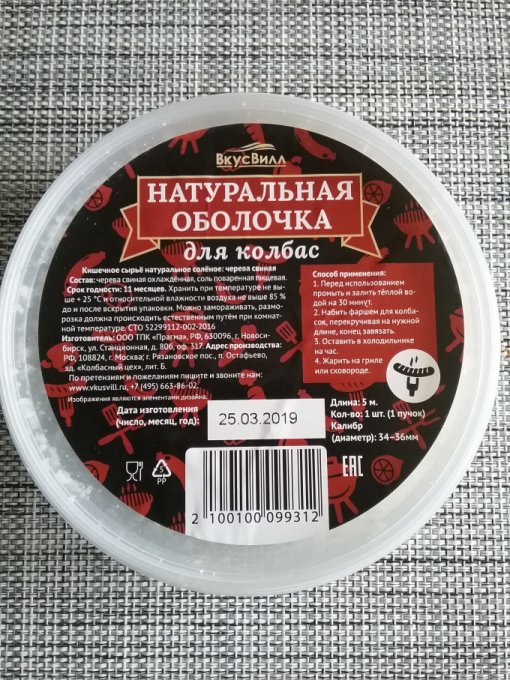 ВкусВилл
НАТУРАЛЬНАЯ
ОБОЛОЧКА
для колбас
Кишечное сырьё натуральное солёное: черева свиная
Состав: черева свиная охлаждённая, соль поваренная пищевая.
Срок годности: 11 месяцев. Хранить при температуре не вы-
ше + 25 °С и относительной влажности воздуха не выше 85 %
до и после вскрытия упаковки. Можно замораживать, размо-
розка должна происходить естественным путём при комнат-
ной температуре. СТО 52299112-002-2016
Изготовитель: ООО ТПК «Прагма», РФ, 630096, г. Новоси-
бирск, ул. Станционная, д. 80б, оф. 317. Адрес производства:
РФ, 108824, г. Москва; г. Рязановское пос., п. Остафьево,
зд. «Колбасный цех», лит. Б.
По претензиям и пожеланиям пишите и звоните нам:
www.vkusvill.ru, +7 (495) 663-86-02.
Изображения являются элементами дизайна.
Способ применения:
1. Перед использованием
промыть и залить тёплой во-
дой на 30 минут.
2. Набить фаршем для колба-
сок, перекручивая на нужной
длине, конец завязать.
3. Оставить в холодильнике
на час.
4. Жарить на гриле
или сковороде.
Дата изготовления
(число, месяц, год):
25.03.2019
Длина: 5 м.
Кол-во: 1 шт. (1 пучок)
Калибр
(диаметр): 34–36мм
5
PP
EAC
2 100100 099312